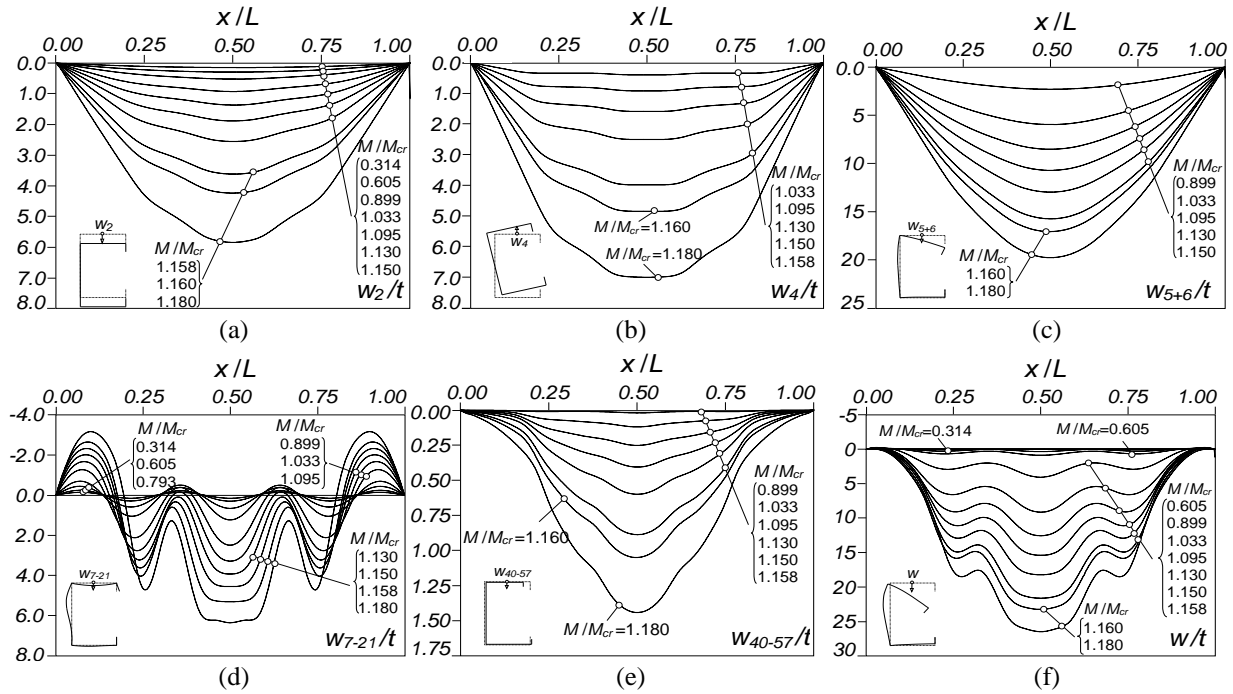 x/L
0.00 0.25 0.50 0.75 1.00
0.0
1.0
2.0
3.0
4.0
5.0
6.0
7.0
8.0
M/Mcr
0.314
0.605
0.899
1.033
1.095
1.130
1.150
w2
M/Mcr
1.158
1.160
1.180
w2/t
(a)
x/L
0.00 0.25 0.50 0.75 1.00
0.0
1.0
2.0
3.0
4.0
5.0
6.0
7.0
8.0
M/Mcr
1.033
1.095
1.130
1.150
1.158
M/Mcr=1.160
M/Mcr=1.180
w4
w4/t
(b)
x/L
0.00 0.25 0.50 0.75 1.00
0.0
5.0
10
15
20
25
M/Mcr
0.899
1.033
1.095
1.130
1.150
w5+6
M/Mcr
1.160
1.180
w5+6/t
(c)
x/L
0.00 0.25 0.50 0.75 1.00
-4.0
-2.0
0.0
2.0
4.0
6.0
8.0
M/Mcr
0.314
0.605
0.793
M/Mcr
0.899
1.033
1.095
M/Mcr
1.130
1.150
1.158
1.180
w7-21
w7-21/t
(d)
x/L
0.00 0.25 0.50 0.75 1.00
0.00
0.25
0.50
0.75
1.00
1.25
1.50
1.75
M/Mcr
0.899
1.033
1.095
1.130
1.150
1.158
M/Mcr=1.160
M/Mcr=1.180
w40-57
w40-57/t
(e)
x/L
0.00 0.25 0.50 0.75 1.00
-5
0
5
10
15
20
25
30
M/Mcr=0.314
M/Mcr=0.605
M/Mcr
0.605
0.899
1.033
1.095
1.130
1.150
1.158
w
M/Mcr
1.160
1.180
w/t
(f)